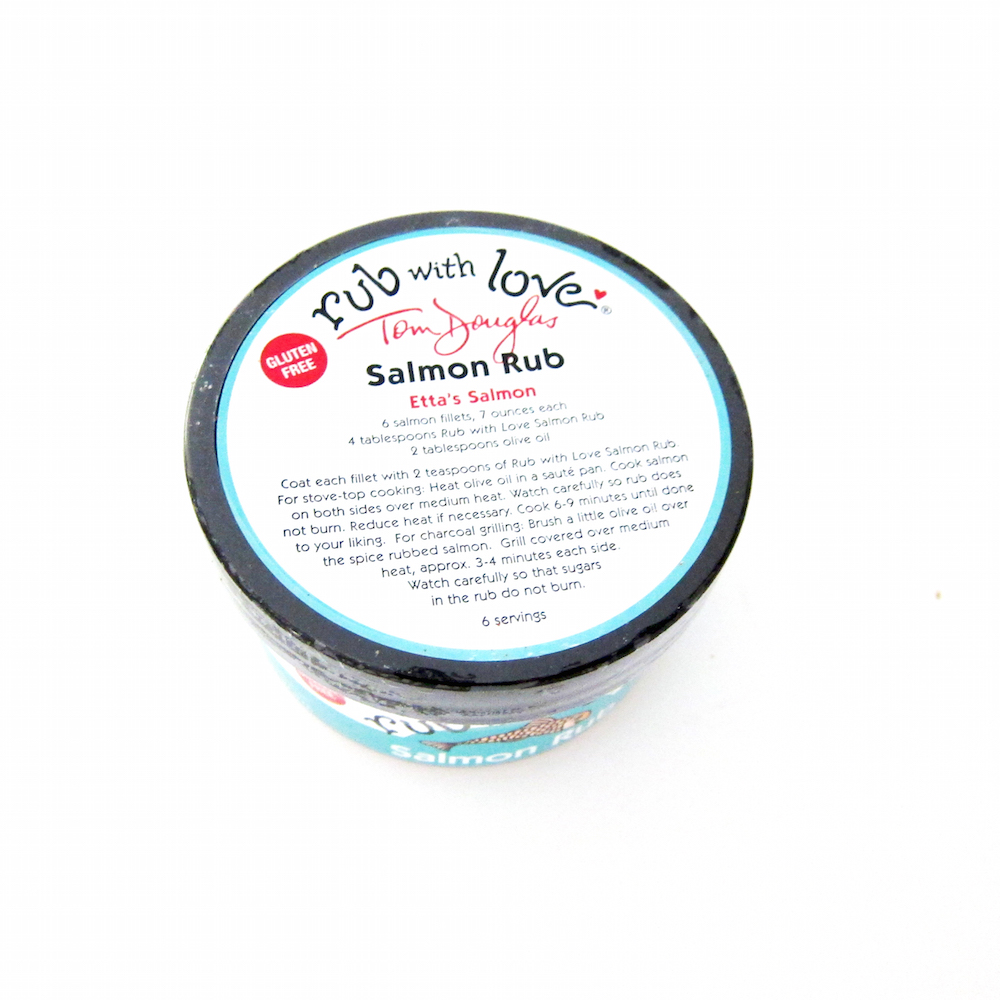 rub with love ®
Tom Douglas
GLUTEN
FREE
Salmon Rub
Etta's Salmon
6 salmon fillets, 7 ounces each
4 tablespoons Rub with Love Salmon Rub
2 tablespoons olive oil
Coat each fillet with 2 teaspoons of Rub with Love Salmon Rub
For stove-top cooking: Heat olive oil in a sauté pan. Cook salmon
on both sides over medium heat. Watch carefully so rub does
not burn. Reduce heat if necessary. Cook 6-9 minutes until done
to your liking. For charcoal grilling: Brush a little olive oil over
the spice rubbed salmon. Grill covered over medium
heat, approx. 3-4 minutes each side.
Watch carefully so that sugars
in the rub do not burn.
6 servings
rub
Salmon Rub